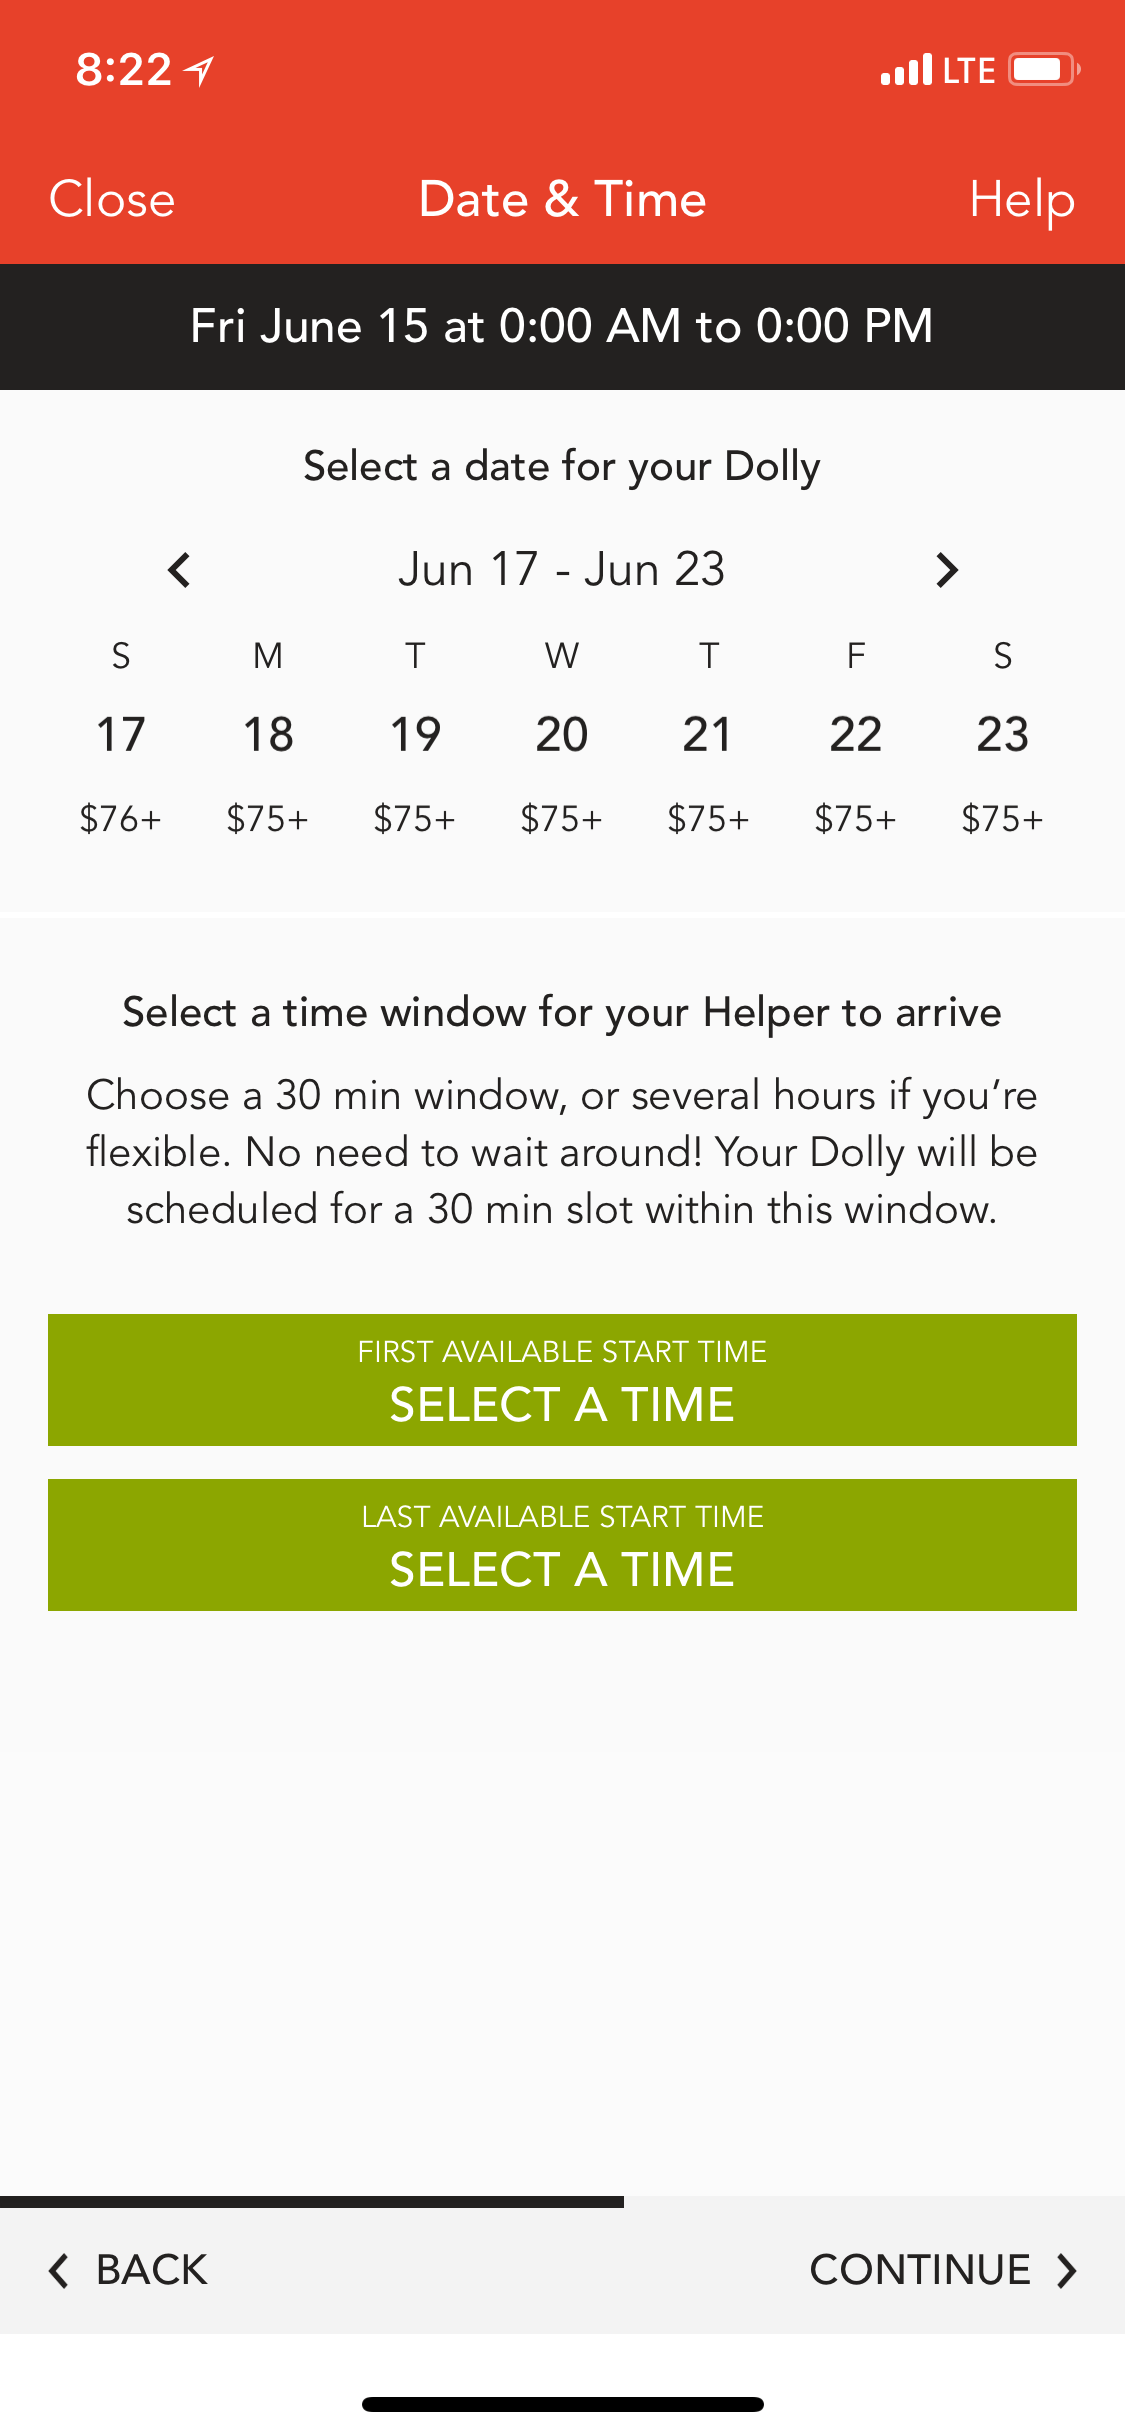 8:22 LTE
Close Date & Time Help
Fri June 15 at 0:00 AM to 0:00 PM
Select a date for your Dolly
Jun 17 - Jun 23
S M T W T F S
17 18 19 20 21 22 23
$76+ $75+ $75+ $75+ $75+ $75+ $75+
Select a time window for your Helper to arrive
Choose a 30 min window, or several hours if you’re
flexible. No need to wait around! Your Dolly will be
scheduled for a 30 min slot within this window.
FIRST AVAILABLE START TIME
SELECT A TIME
LAST AVAILABLE START TIME
SELECT A TIME
BACK CONTINUE